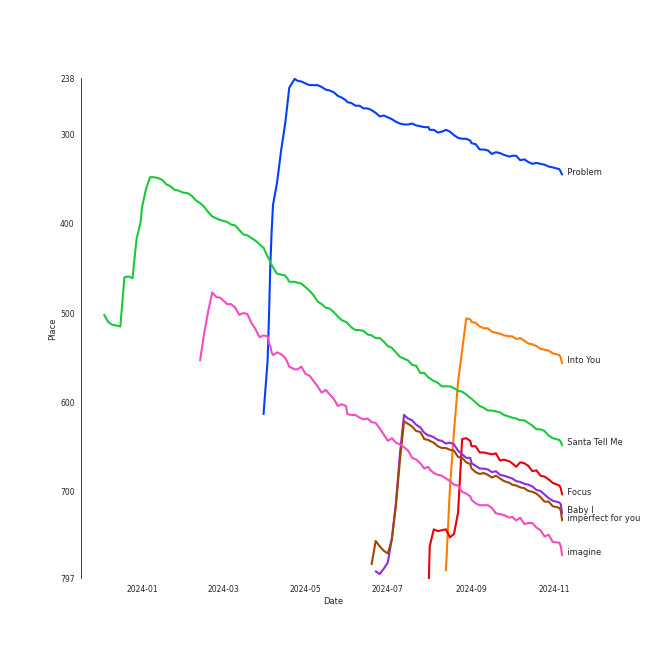 238
300
400
500
600
700
797
Place
2024-01
2024-03
2024-05
2024-07
2024-09
2024-11
Date
Problem
Into You
Santa Tell Me
Focus
Baby I
imperfect for you
imagine